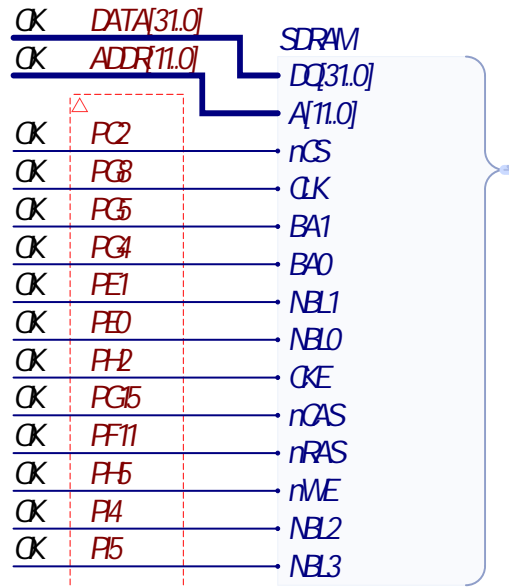 OK DATA[31..0]
SDRAM
OK ADDR[11..0]
DQ[31..0]
A[11..0]
OK PC2 nCS
OK PG8 CLK
OK PG5 BA1
OK PG4 BA0
OK PE1 NBL1
OK PE0 NBL0
OK PH2 CKE
OK PG15 nCAS
OK PF11 nRAS
OK PH5 nWE
OK PI4 NBL2
OK PI5 NBL3